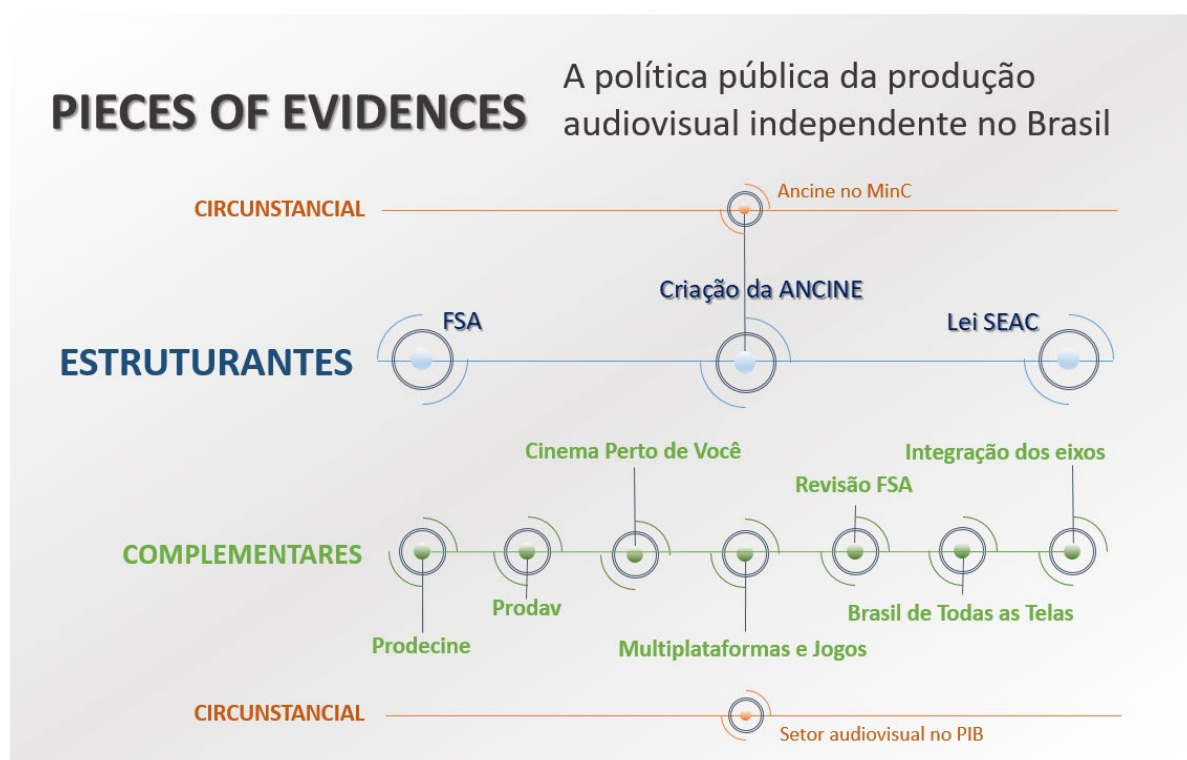 PIECES OF EVIDENCES
A política pública da produção
audiovisual independente no Brasil
CIRCUNSTANCIAL
Ancine no MinC
Criação da ANCINE
FSA
Lei SEAC
ESTRUTURANTES
Cinema Perto de Você
Integração dos eixos
Revisão FSA
COMPLEMENTARES
Prodav
Brasil de Todas as Telas
Prodecine
Multiplataformas e Jogos
CIRCUNSTANCIAL
Setor audiovisual no PIB